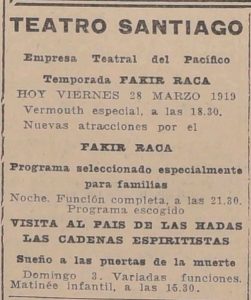 TEATRO SANTIAGO
Empresa Teatral del Pacífico
Temporada FAKIR RACA
HOY VIERNES 28 MARZO 1919
Vermouth especial, a las 18.30.
Nuevas atracciones por el
FAKIR RACA
Programa seleccionado especialmente
para familias
Noche. Función completa, a las 21.30.
Programa escogido
VISITA AL PAIS DE LAS HADAS
LAS CADENAS ESPIRITISTAS
Sueño a las puertas de la muerte
Domingo 3. Variadas funciones.
Matinée infantil, a las 15.30.